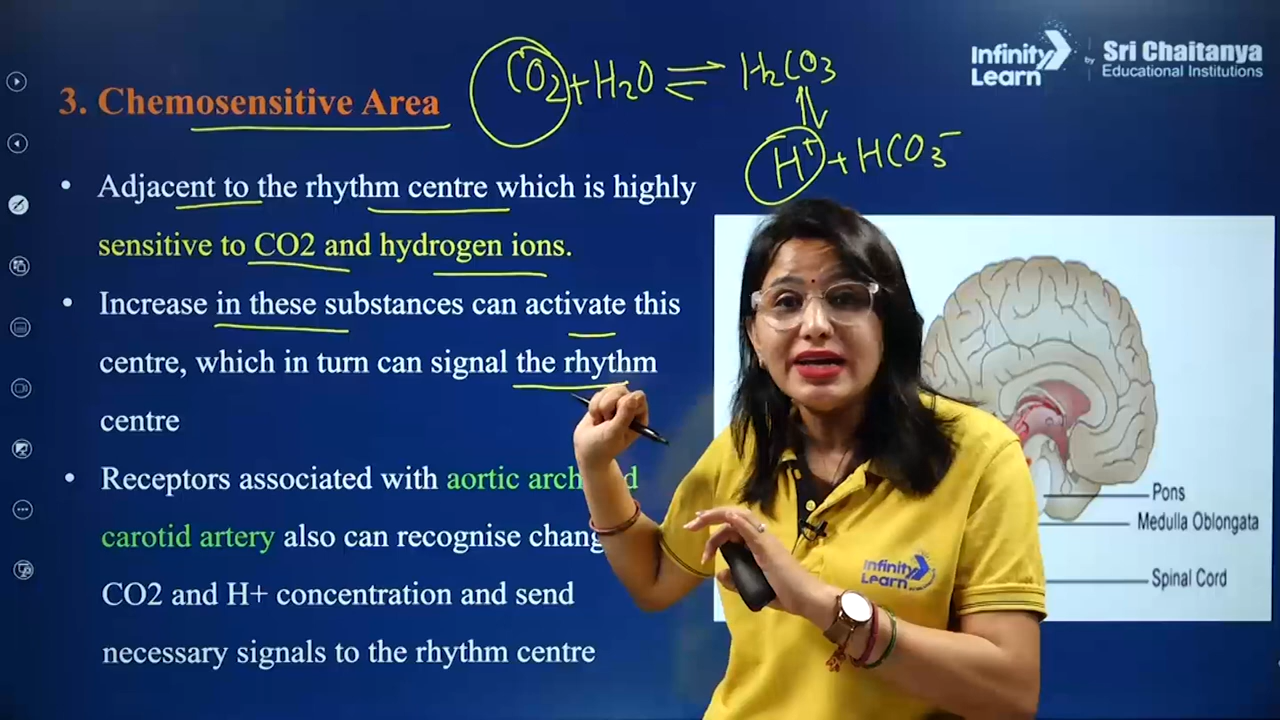 CO2 + H2O ⇌ H2CO3
H+ + HCO3-
Infinity Learn by Sri Chaitanya Educational Institutions
3. Chemosensitive Area
• Adjacent to the rhythm centre which is highly
sensitive to CO2 and hydrogen ions.
• Increase in these substances can activate this
centre, which in turn can signal the rhythm
centre
• Receptors associated with aortic arch
carotid artery also can recognise
CO2 and H+ concentration and send
necessary signals to the rhythm centre
Pons
Medulla Oblongata
Spinal Cord
Infinity
Learn